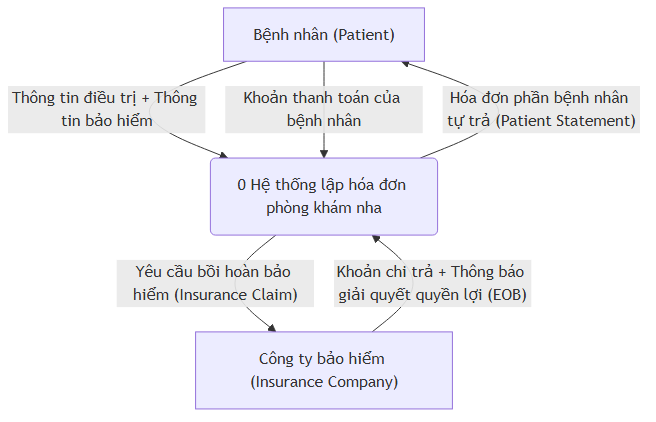 Bệnh nhân (Patient)
Thông tin điều trị + Thông
tin bảo hiểm
Khoản thanh toán của
bệnh nhân
Hóa đơn phần bệnh nhân
tự trả (Patient Statement)
0 Hệ thống lập hóa đơn
phòng khám nha
Yêu cầu bồi hoàn bảo
hiểm (Insurance Claim)
Khoản chi trả + Thông báo
giải quyết quyền lợi (EOB)
Công ty bảo hiểm
(Insurance Company)